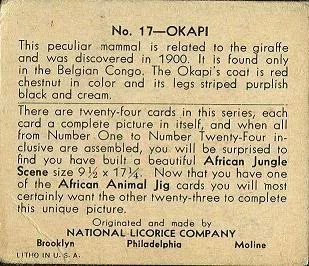 No. 17—OKAPI
This peculiar mammal is related to the giraffe
and was discovered in 1900. It is found only
in the Belgian Congo. The Okapi's coat is red
chestnut in color and its legs striped purplish
black and cream.
There are twenty-four cards in this series, each
card a complete picture in itself, and when all
from Number One to Number Twenty-Four in-
clusive are assembled, you will be surprised to
find you have built a beautiful African Jungle
Scene size 9½ x 17¼. Now that you have one
of the African Animal Jig cards you will most
certainly want the other twenty-three to complete
this unique picture.
Originated and made by
NATIONAL LICORICE COMPANY
Brooklyn Philadelphia Moline
LITHO IN U. S. A.